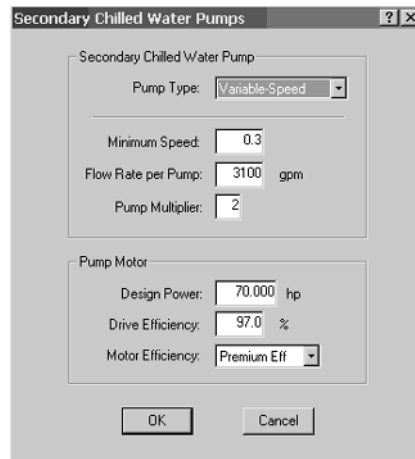 Secondary Chilled Water Pumps
Secondary Chilled Water Pump
Pump Type: Variable-Speed
Minimum Speed: 0.3
Flow Rate per Pump: 3100 gpm
Pump Multiplier: 2
Pump Motor
Design Power: 70.000 hp
Drive Efficiency: 97.0 %
Motor Efficiency: Premium Eff
OK Cancel